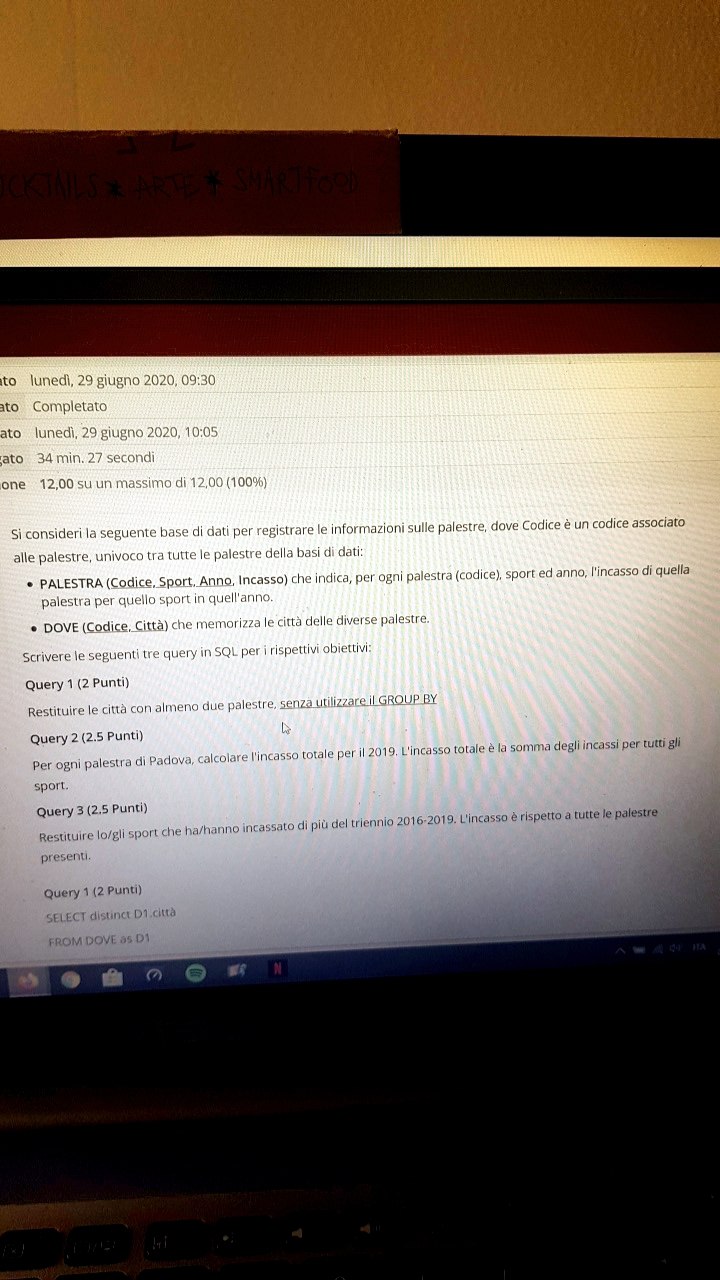 OCKTAILS * ARTE * SMARTFOOD
ato lunedì, 29 giugno 2020, 09:30
ato Completato
ato lunedì, 29 giugno 2020, 10:05
gato 34 min. 27 secondi
one 12,00 su un massimo di 12,00 (100%)
Si consideri la seguente base di dati per registrare le informazioni sulle palestre, dove Codice è un codice associato
alle palestre, univoco tra tutte le palestre della basi di dati:
• PALESTRA (Codice, Sport, Anno, Incasso) che indica, per ogni palestra (codice), sport ed anno, l'incasso di quella
palestra per quello sport in quell'anno.
• DOVE (Codice, Città) che memorizza le città delle diverse palestre.
Scrivere le seguenti tre query in SQL per i rispettivi obiettivi:
Query 1 (2 Punti)
Restituire le città con almeno due palestre, senza utilizzare il GROUP BY
Query 2 (2.5 Punti)
Per ogni palestra di Padova, calcolare l'incasso totale per il 2019. L'incasso totale è la somma degli incassi per tutti gli
sport.
Query 3 (2,5 Punti)
Restituire lo/gli sport che ha/hanno incassato di più del triennio 2016-2019. L'incasso è rispetto a tutte le palestre
presenti.
Query 1 (2 Punti)
SELECT distinct D1.città
FROM DOVE as D1
N
ITA